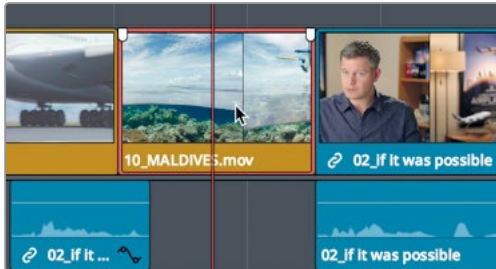 10_MALDIVES.mov
02_if it was possible
02_if it ...
02_if it was possible